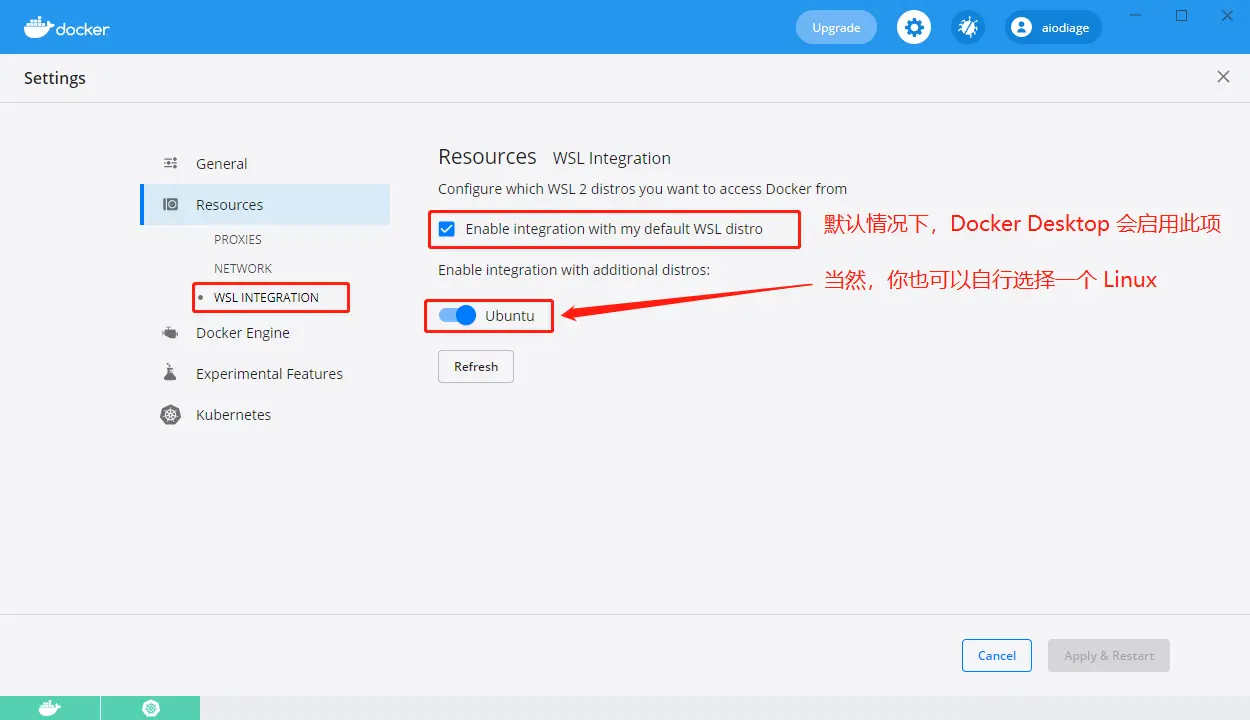 docker
Upgrade
aiodiage
Settings
General
Resources
PROXIES
NETWORK
WSL INTEGRATION
Docker Engine
Experimental Features
Kubernetes
Resources WSL Integration
Configure which WSL 2 distros you want to access Docker from
Enable integration with my default WSL distro
默认情况下，Docker Desktop 会启用此项
Enable integration with additional distros:
当然，你也可以自行选择一个 Linux
Ubuntu
Refresh
Cancel
Apply & Restart